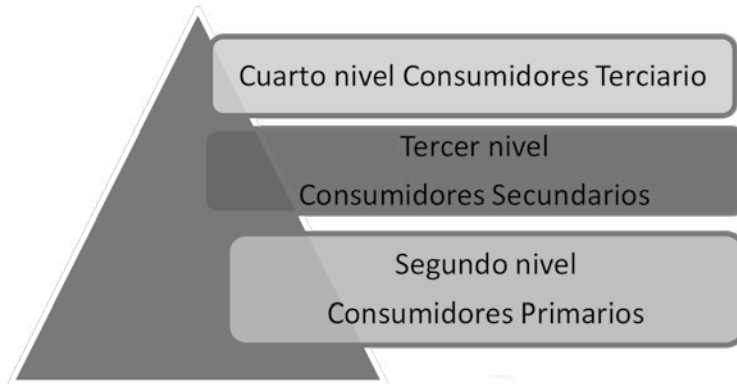 Cuarto nivel Consumidores Terciario
Tercer nivel
Consumidores Secundarios
Segundo nivel
Consumidores Primarios